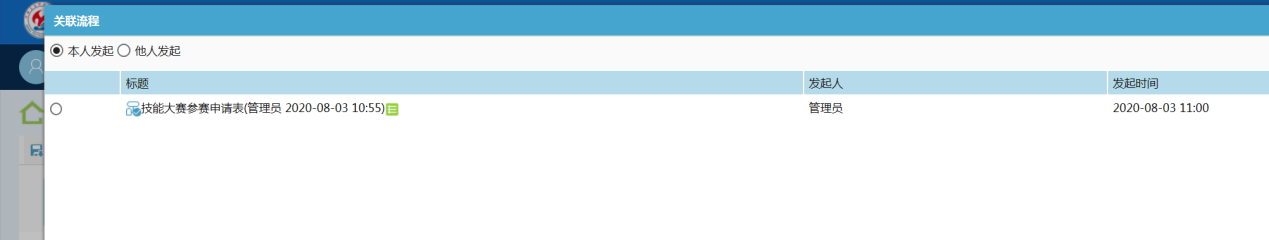 关联流程
本人发起 他人发起
标题 发起人 发起时间
技能大赛参赛申请表(管理员 2020-08-03 10:55) 管理员 2020-08-03 11:00